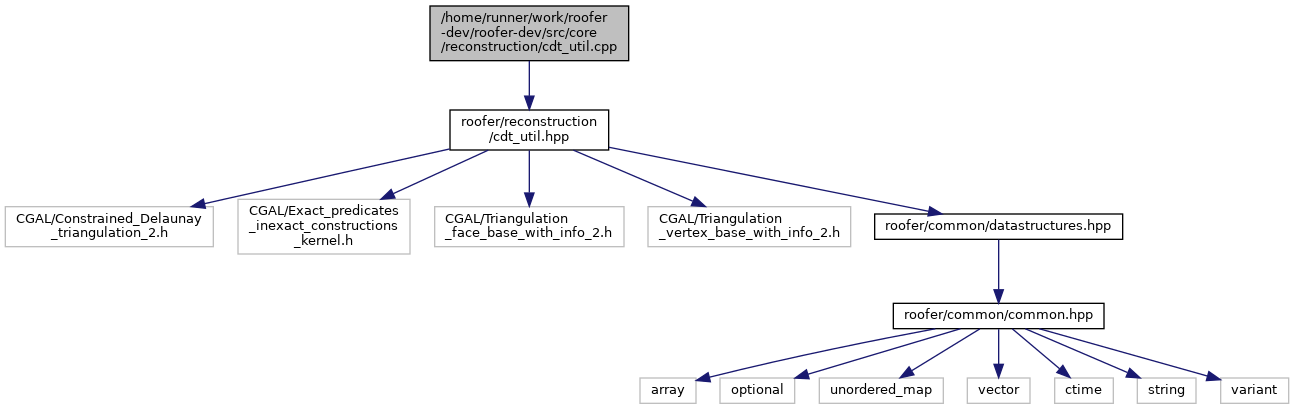 /home/runner/work/roofer
-dev/roofer-dev/src/core
/reconstruction/cdt_util.cpp
roofer/reconstruction
/cdt_util.hpp
CGAL/Constrained_Delaunay
_triangulation_2.h
CGAL/Exact_predicates
_inexact_constructions
_kernel.h
CGAL/Triangulation
_face_base_with_info_2.h
CGAL/Triangulation
_vertex_base_with_info_2.h
roofer/common/datastructures.hpp
roofer/common/common.hpp
array
optional
unordered_map
vector
ctime
string
variant